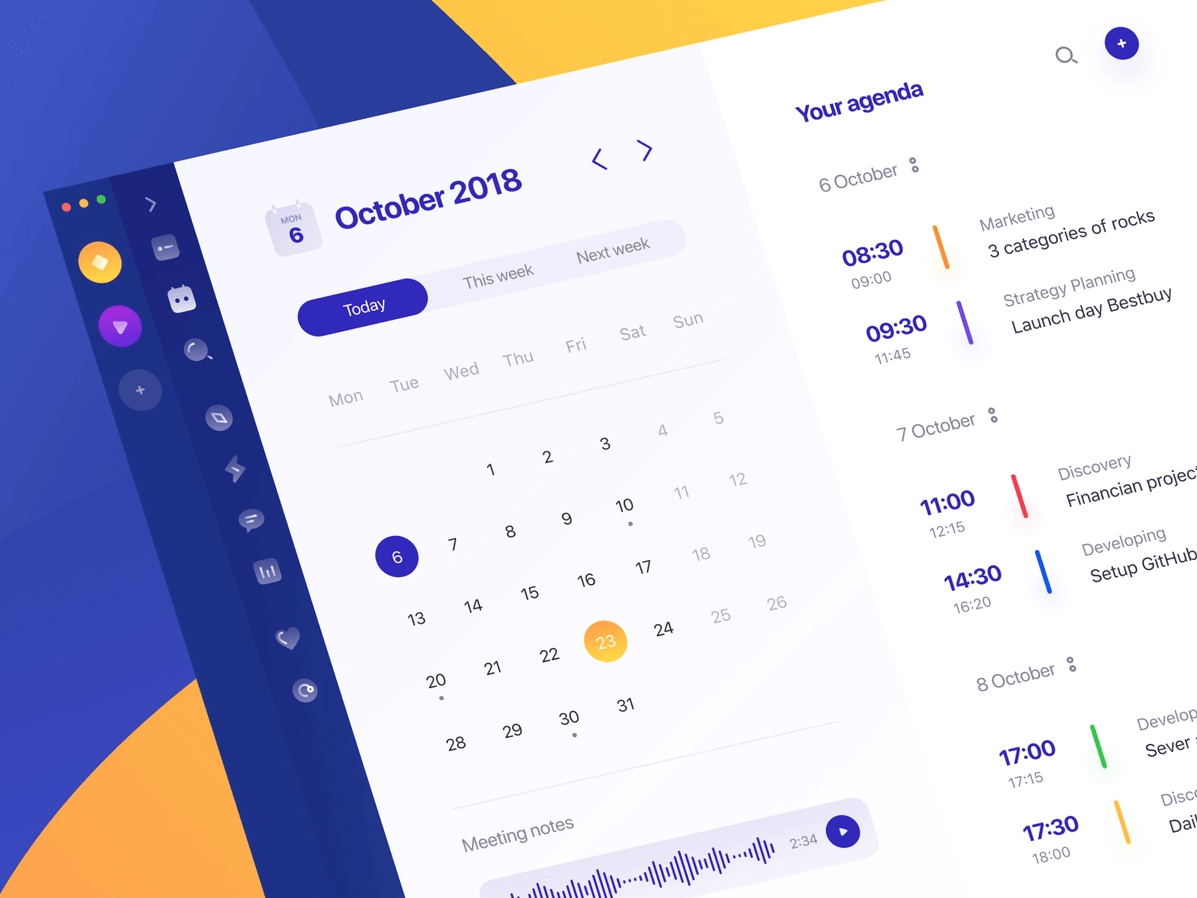 MON
6
October 2018
Today
This week
Next week
Mon Tue Wed Thu Fri Sat Sun
1 2 3 4 5
6 7 8 9 10 11 12
13 14 15 16 17 18 19
20 21 22 23 24 25 26
28 29 30 31
Meeting notes
2:34
Your agenda
6 October
08:30
09:00
Marketing
3 categories of rocks
09:30
11:45
Strategy Planning
Launch day Bestbuy
7 October
11:00
12:15
Discovery
Financian project
14:30
16:20
Developing
Setup GitHub
8 October
17:00
17:15
Develop
Sever
17:30
18:00
Disco
Dail